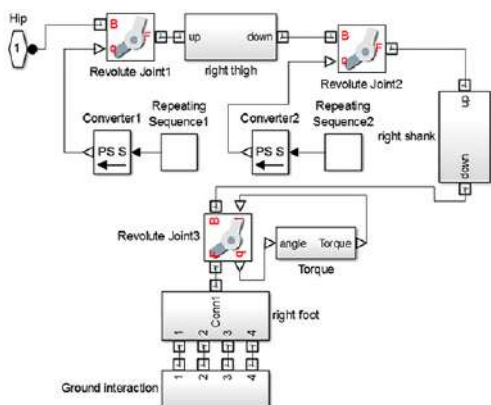 Hip
1
B
F
q
Revolute Joint1
up
down
right thigh
B
F
q
Revolute Joint2
Converter1
Repeating
Sequence1
PS S
Converter2
Repeating
Sequence2
PS S
up
right shank
down
B
t
Revolute Joint3
F
q
angle
Torque
Torque
Conn1
right foot
1
2
3
4
1
2
3
4
Ground interaction